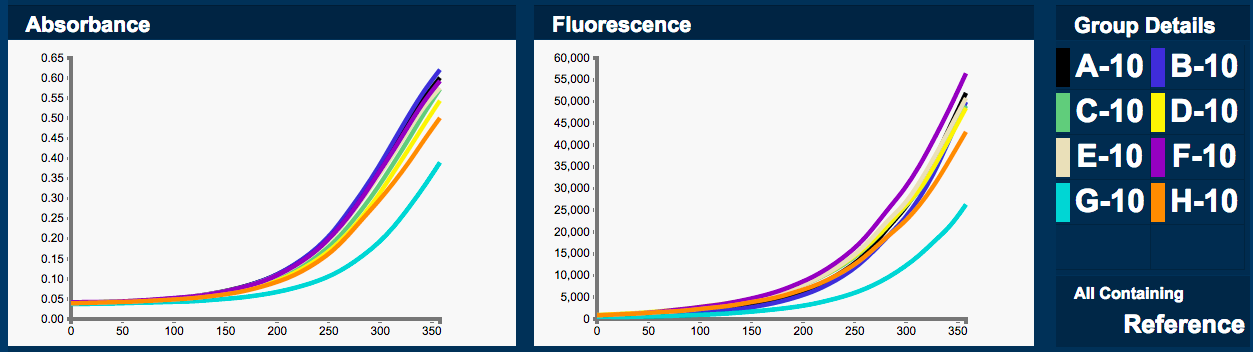 Absorbance
0.65
0.60
0.55
0.50
0.45
0.40
0.35
0.30
0.25
0.20
0.15
0.10
0.05
0.00
0 50 100 150 200 250 300 350
Fluorescence
60,000
55,000
50,000
45,000
40,000
35,000
30,000
25,000
20,000
15,000
10,000
5,000
0
0 50 100 150 200 250 300 350
Group Details
A-10 B-10
C-10 D-10
E-10 F-10
G-10 H-10
All Containing
Reference